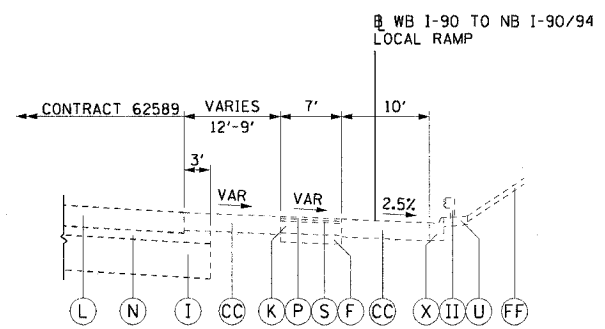 ℄ WB I-90 TO NB I-90/94
LOCAL RAMP
CONTRACT 62589 VARIES 7' 10'
12'-9'
3'
VAR VAR 2.5%
L N I CC K P S F CC X II U FF